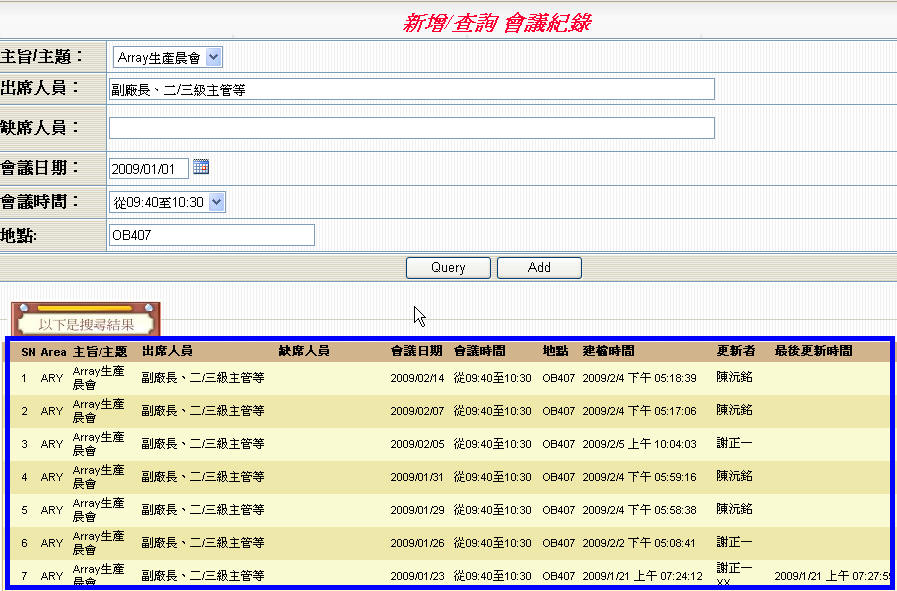 新增/查詢 會議紀錄
主旨/主題： Array生產晨會
出席人員： 副廠長、二/三級主管等
缺席人員：
會議日期： 2009/01/01
會議時間： 從09:40至10:30
地點: OB407
Query Add
以下是搜尋結果
SN Area 主旨/主題 出席人員 缺席人員 會議日期 會議時間 地點 建檔時間 更新者 最後更新時間
1 ARY Array生產晨會 副廠長、二/三級主管等 2009/02/14 從09:40至10:30 OB407 2009/2/4 下午 05:18:39 陳沅銘
2 ARY Array生產晨會 副廠長、二/三級主管等 2009/02/07 從09:40至10:30 OB407 2009/2/4 下午 05:17:06 陳沅銘
3 ARY Array生產晨會 副廠長、二/三級主管等 2009/02/05 從09:40至10:30 OB407 2009/2/5 上午 10:04:03 謝正一
4 ARY Array生產晨會 副廠長、二/三級主管等 2009/01/31 從09:40至10:30 OB407 2009/2/4 下午 05:59:16 陳沅銘
5 ARY Array生產晨會 副廠長、二/三級主管等 2009/01/29 從09:40至10:30 OB407 2009/2/4 下午 05:58:38 陳沅銘
6 ARY Array生產晨會 副廠長、二/三級主管等 2009/01/26 從09:40至10:30 OB407 2009/2/2 下午 05:08:41 謝正一
7 ARY Array生產晨會 副廠長、二/三級主管等 2009/01/23 從09:40至10:30 OB407 2009/1/21 上午 07:24:12 謝正一XX 2009/1/21 上午 07:27:5